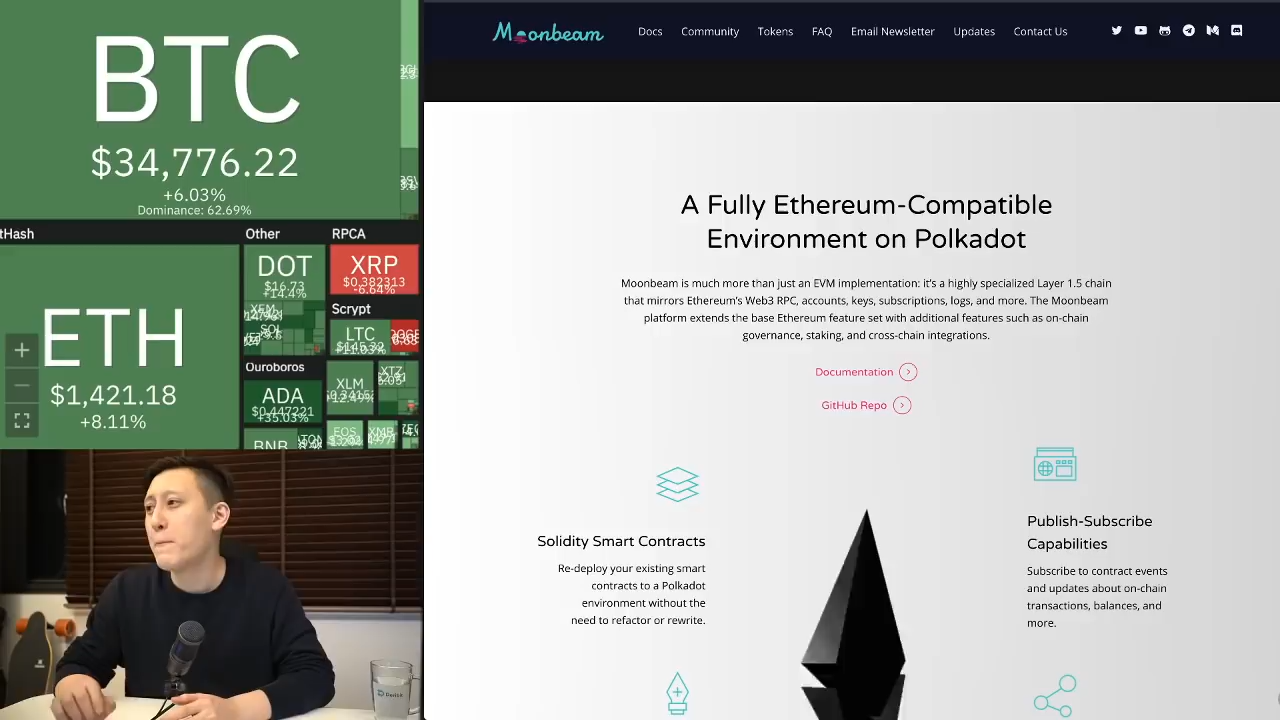 BTC
$34,776.22
+6.03%
Dominance: 62.69%
tHash
ETH
$1,421.18
+8.11%
Other
DOT
$16.73
+14.4%
RPCA
XRP
$0.382313
-6.64%
Scrypt
LTC
$145.32
+11.03%
Ouroboros
ADA
$0.447221
+35.03%
XLM
XTZ
BNB
EOS
XMR
Moonbeam
Docs
Community
Tokens
FAQ
Email Newsletter
Updates
Contact Us
A Fully Ethereum-Compatible
Environment on Polkadot
Moonbeam is much more than just an EVM implementation: it's a highly specialized Layer 1.5 chain
that mirrors Ethereum's Web3 RPC, accounts, keys, subscriptions, logs, and more. The Moonbeam
platform extends the base Ethereum feature set with additional features such as on-chain
governance, staking, and cross-chain integrations.
Documentation
GitHub Repo
Solidity Smart Contracts
Re-deploy your existing smart
contracts to a Polkadot
environment without the
need to refactor or rewrite.
Publish-Subscribe
Capabilities
Subscribe to contract events
and updates about on-chain
transactions, balances, and
more.